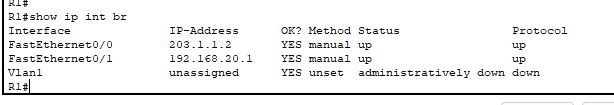 R1#
R1#show ip int br
Interface              IP-Address      OK? Method Status                Protocol
FastEthernet0/0        203.1.1.2       YES manual up                    up
FastEthernet0/1        192.168.20.1    YES manual up                    up
Vlan1                  unassigned      YES unset  administratively down down
R1#